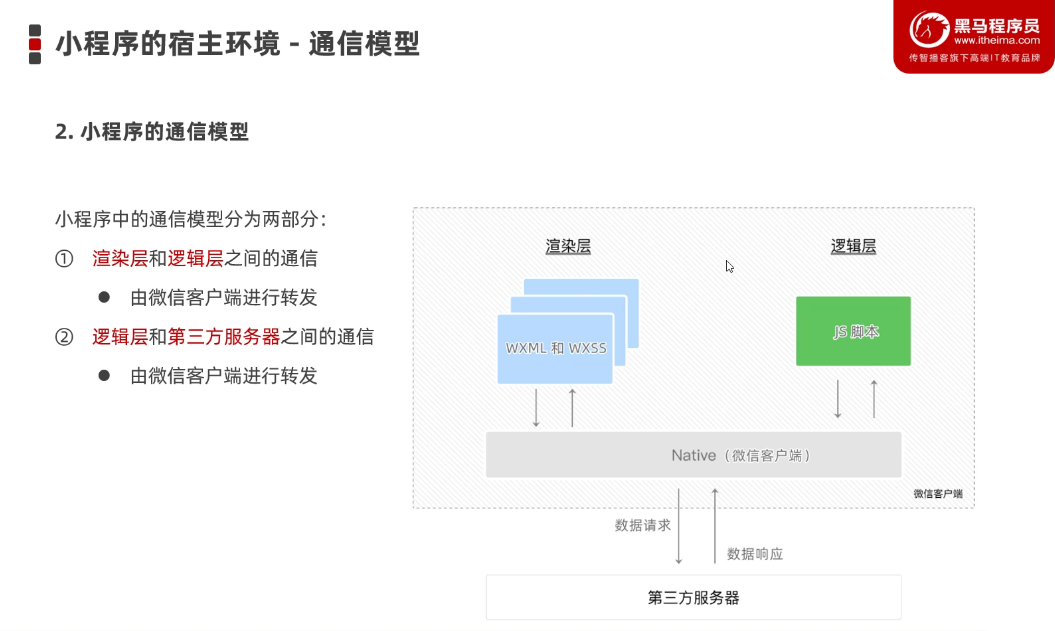 小程序的宿主环境 - 通信模型
黑马程序员
www.itheima.com
传智播客旗下高端IT教育品牌
2. 小程序的通信模型
小程序中的通信模型分为两部分：
① 渲染层和逻辑层之间的通信
● 由微信客户端进行转发
② 逻辑层和第三方服务器之间的通信
● 由微信客户端进行转发
渲染层
逻辑层
WXML 和 WXSS
JS 脚本
Native（微信客户端）
微信客户端
数据请求
数据响应
第三方服务器